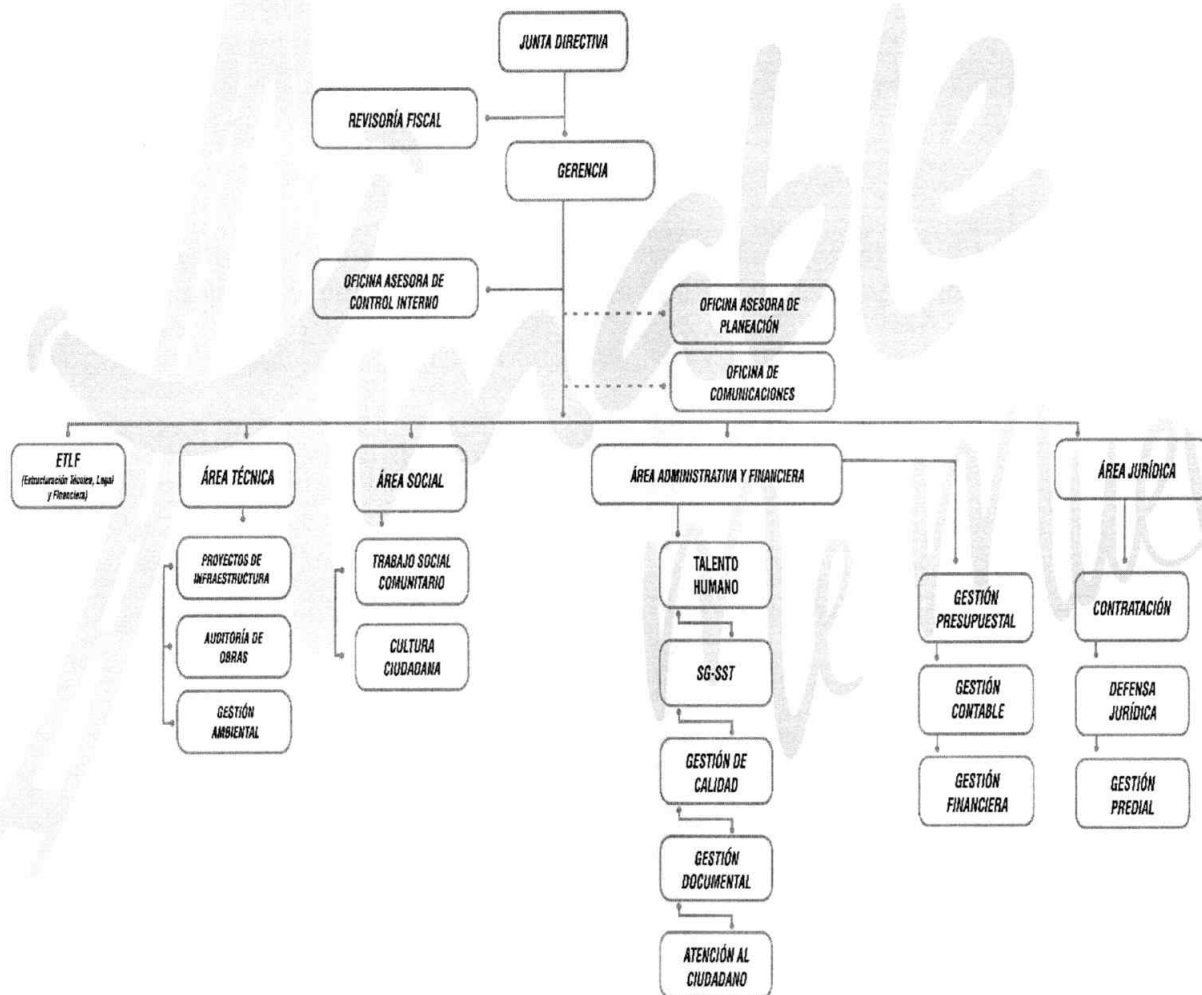 JUNTA DIRECTIVA
REVISORÍA FISCAL
GERENCIA
OFICINA ASESORA DE
CONTROL INTERNO
OFICINA ASESORA DE
PLANEACIÓN
OFICINA DE
COMUNICACIONES
ETLF
(Estructuración Técnica, Legal
y Financiera)
ÁREA TÉCNICA
ÁREA SOCIAL
ÁREA ADMINISTRATIVA Y FINANCIERA
ÁREA JURÍDICA
PROYECTOS DE
INFRAESTRUCTURA
AUDITORÍA DE
OBRAS
GESTIÓN
AMBIENTAL
TRABAJO SOCIAL
COMUNITARIO
CULTURA
CIUDADANA
TALENTO
HUMANO
SG-SST
GESTIÓN DE
CALIDAD
GESTIÓN
DOCUMENTAL
ATENCIÓN AL
CIUDADANO
GESTIÓN
PRESUPUESTAL
GESTIÓN
CONTABLE
GESTIÓN
FINANCIERA
CONTRATACIÓN
DEFENSA
JURÍDICA
GESTIÓN
PREDIAL
Amable
Me Mue